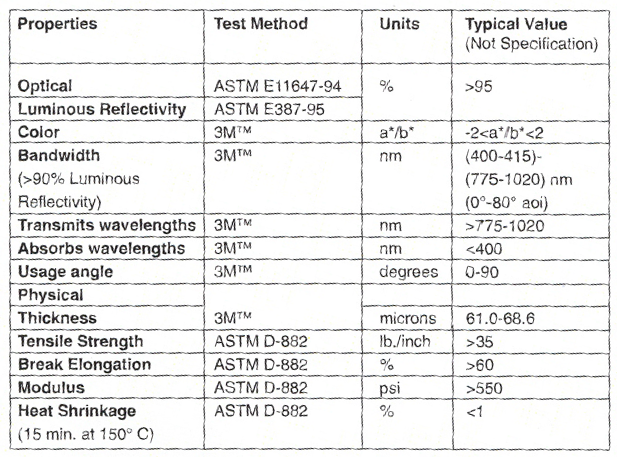 Properties Test Method Units Typical Value
(Not Specification)
Optical ASTM E11647-94 % >95
Luminous Reflectivity ASTM E387-95
Color 3M™ a*/b* -2<a*/b*<2
Bandwidth 3M™ nm (400-415)-
(>90% Luminous (775-1020) nm
Reflectivity) (0°-80° aoi)
Transmits wavelengths 3M™ nm >775-1020
Absorbs wavelengths 3M™ nm <400
Usage angle 3M™ degrees 0-90
Physical
Thickness 3M™ microns 61.0-68.6
Tensile Strength ASTM D-882 lb./inch >35
Break Elongation ASTM D-882 % >60
Modulus ASTM D-882 psi >550
Heat Shrinkage ASTM D-882 % <1
(15 min. at 150° C)